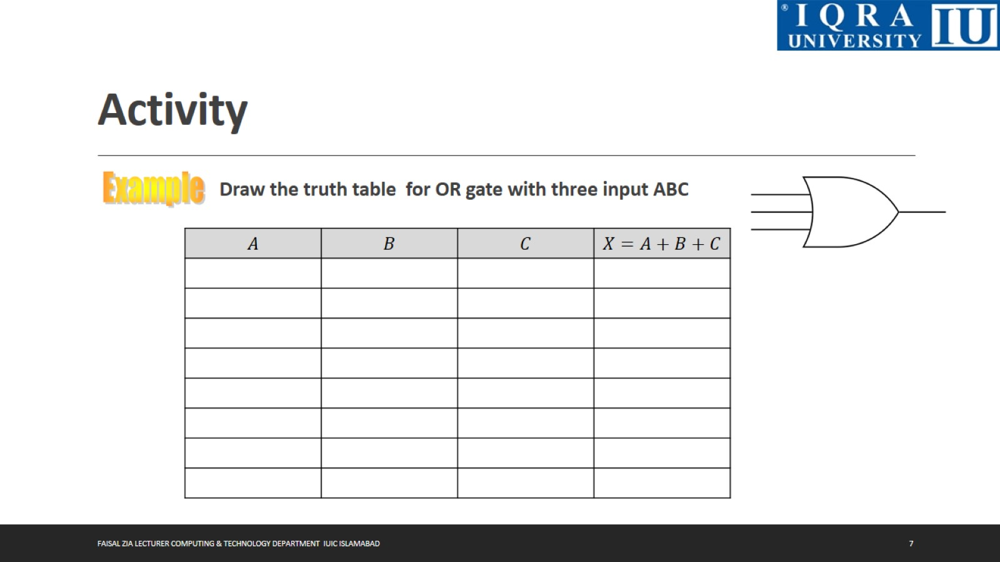 ® IQRA
UNIVERSITY IU
Activity
Example Draw the truth table for OR gate with three input ABC
A B C X = A + B + C
FAISAL ZIA LECTURER COMPUTING & TECHNOLOGY DEPARTMENT IUIC ISLAMABAD 7